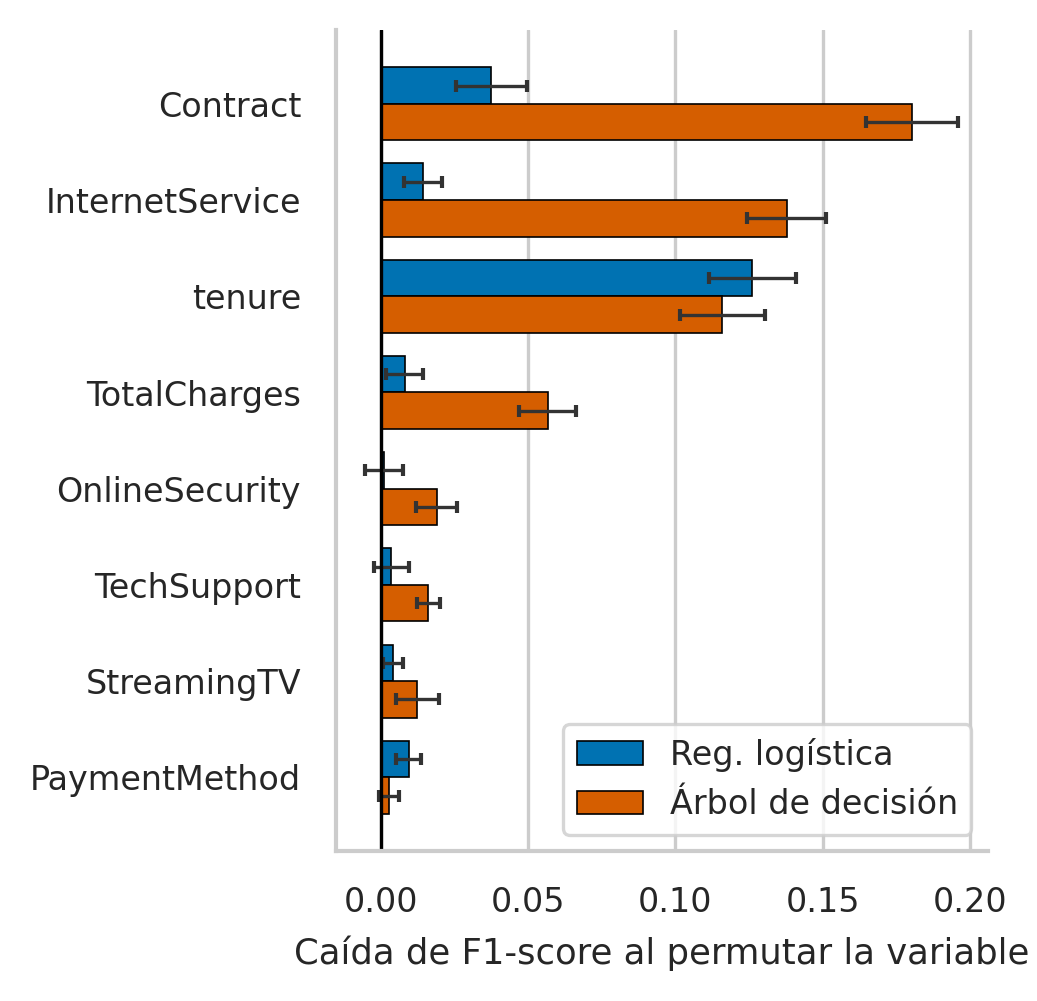 Contract
InternetService
tenure
TotalCharges
OnlineSecurity
TechSupport
StreamingTV
PaymentMethod
Reg. logística
Árbol de decisión
0.00 0.05 0.10 0.15 0.20
Caída de F1-score al permutar la variable